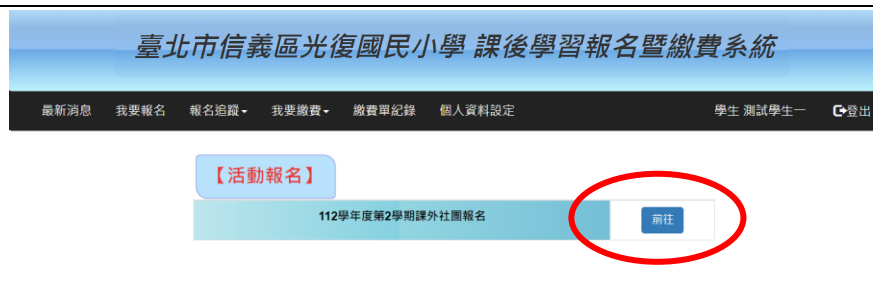 臺北市信義區光復國民小學 課後學習報名暨繳費系統
最新消息 我要報名 報名追蹤 我要繳費 繳費單紀錄 個人資料設定 學生 測試學生一 登出
【活動報名】
112學年度第2學期課外社團報名 前往